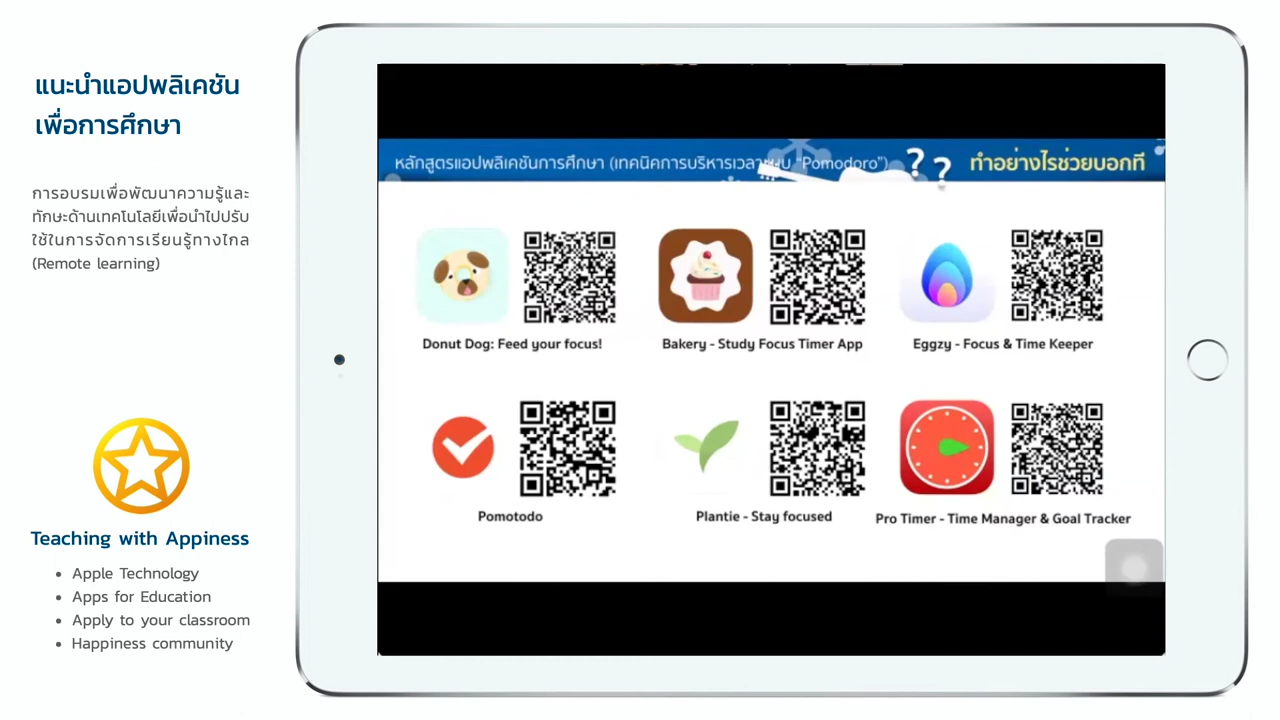 แนะนำแอปพลิเคชัน
เพื่อการศึกษา
การอบรมเพื่อพัฒนาความรู้และ
ทักษะด้านเทคโนโลยีเพื่อนำไปปรับ
ใช้ในการจัดการเรียนรู้ทางไกล
(Remote learning)
Teaching with Appiness
• Apple Technology
• Apps for Education
• Apply to your classroom
• Happiness community
หลักสูตรแอปพลิเคชันการศึกษา (เทคนิคการบริหารเวลาแบบ "Pomodoro") ? ? ทำอย่างไรช่วยบอกที
Donut Dog: Feed your focus!
Bakery - Study Focus Timer App
Eggzy - Focus & Time Keeper
Pomotodo
Plantie - Stay focused
Pro Timer - Time Manager & Goal Tracker